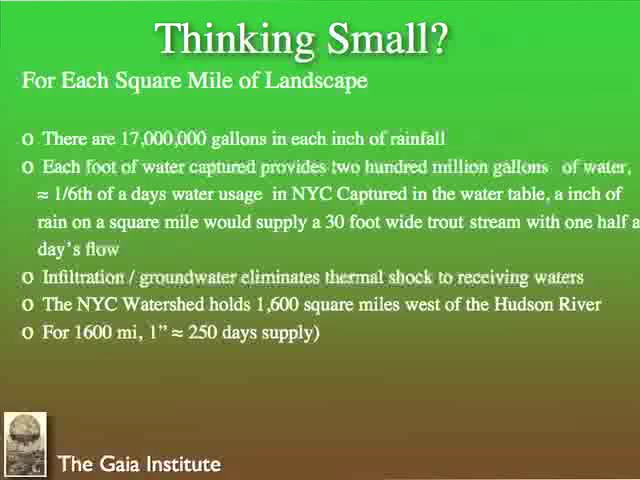 Thinking Small?
For Each Square Mile of Landscape
o There are 17,000,000 gallons in each inch of rainfall
o Each foot of water captured provides two hundred million gallons of water,
≈ 1/6th of a days water usage in NYC Captured in the water table, a inch of
rain on a square mile would supply a 30 foot wide trout stream with one half a
day's flow
o Infiltration / groundwater eliminates thermal shock to receiving waters
o The NYC Watershed holds 1,600 square miles west of the Hudson River
o For 1600 mi, 1” ≈ 250 days supply)
The Gaia Institute